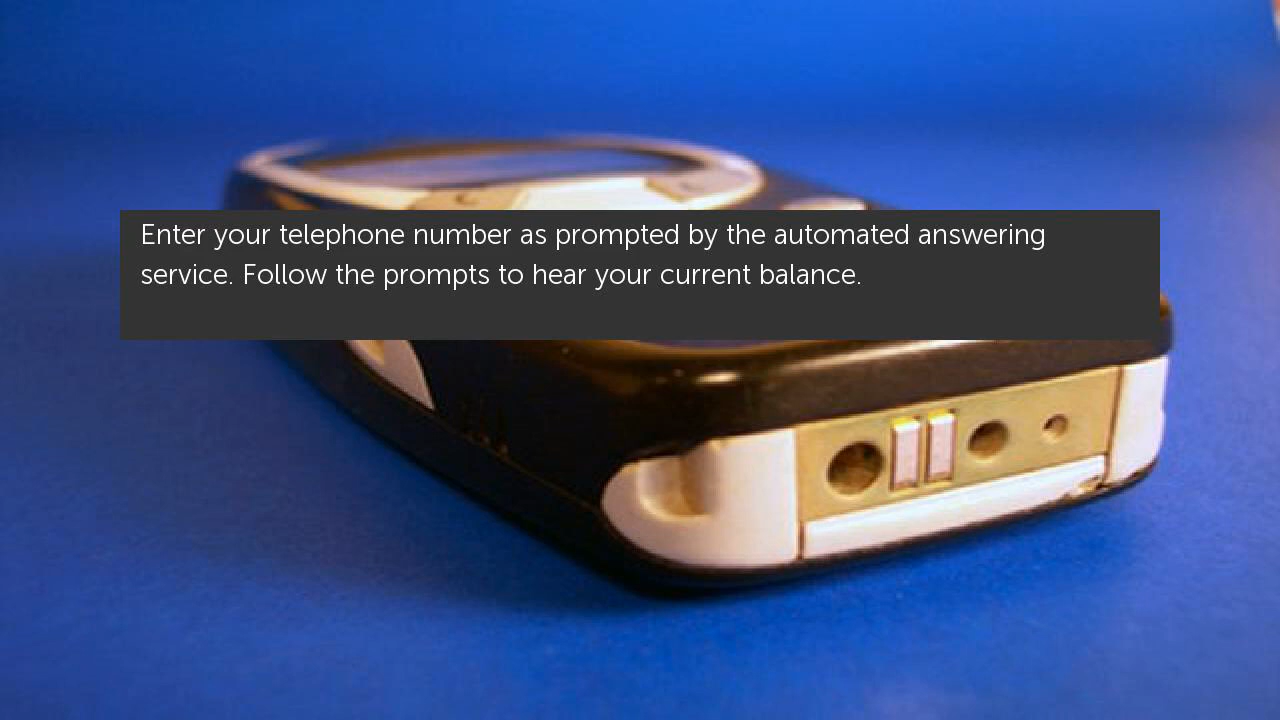 Enter your telephone number as prompted by the automated answering
service. Follow the prompts to hear your current balance.